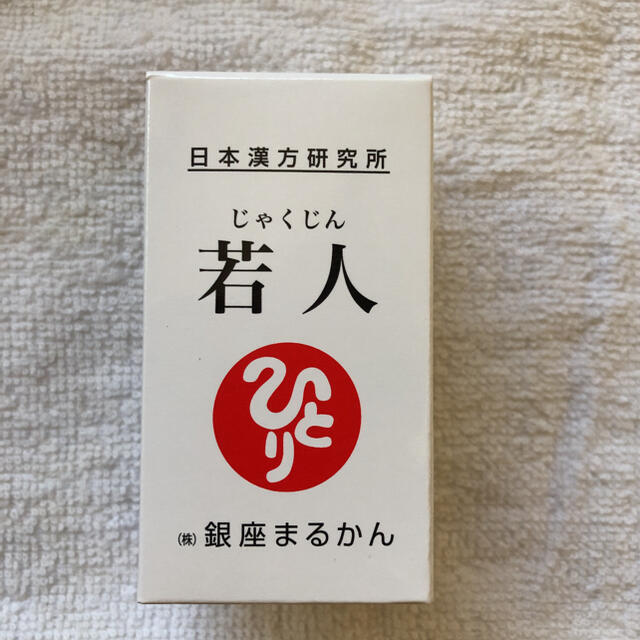 日本漢方研究所
じゃくじん
若人
ひとり
(株)銀座まるかん